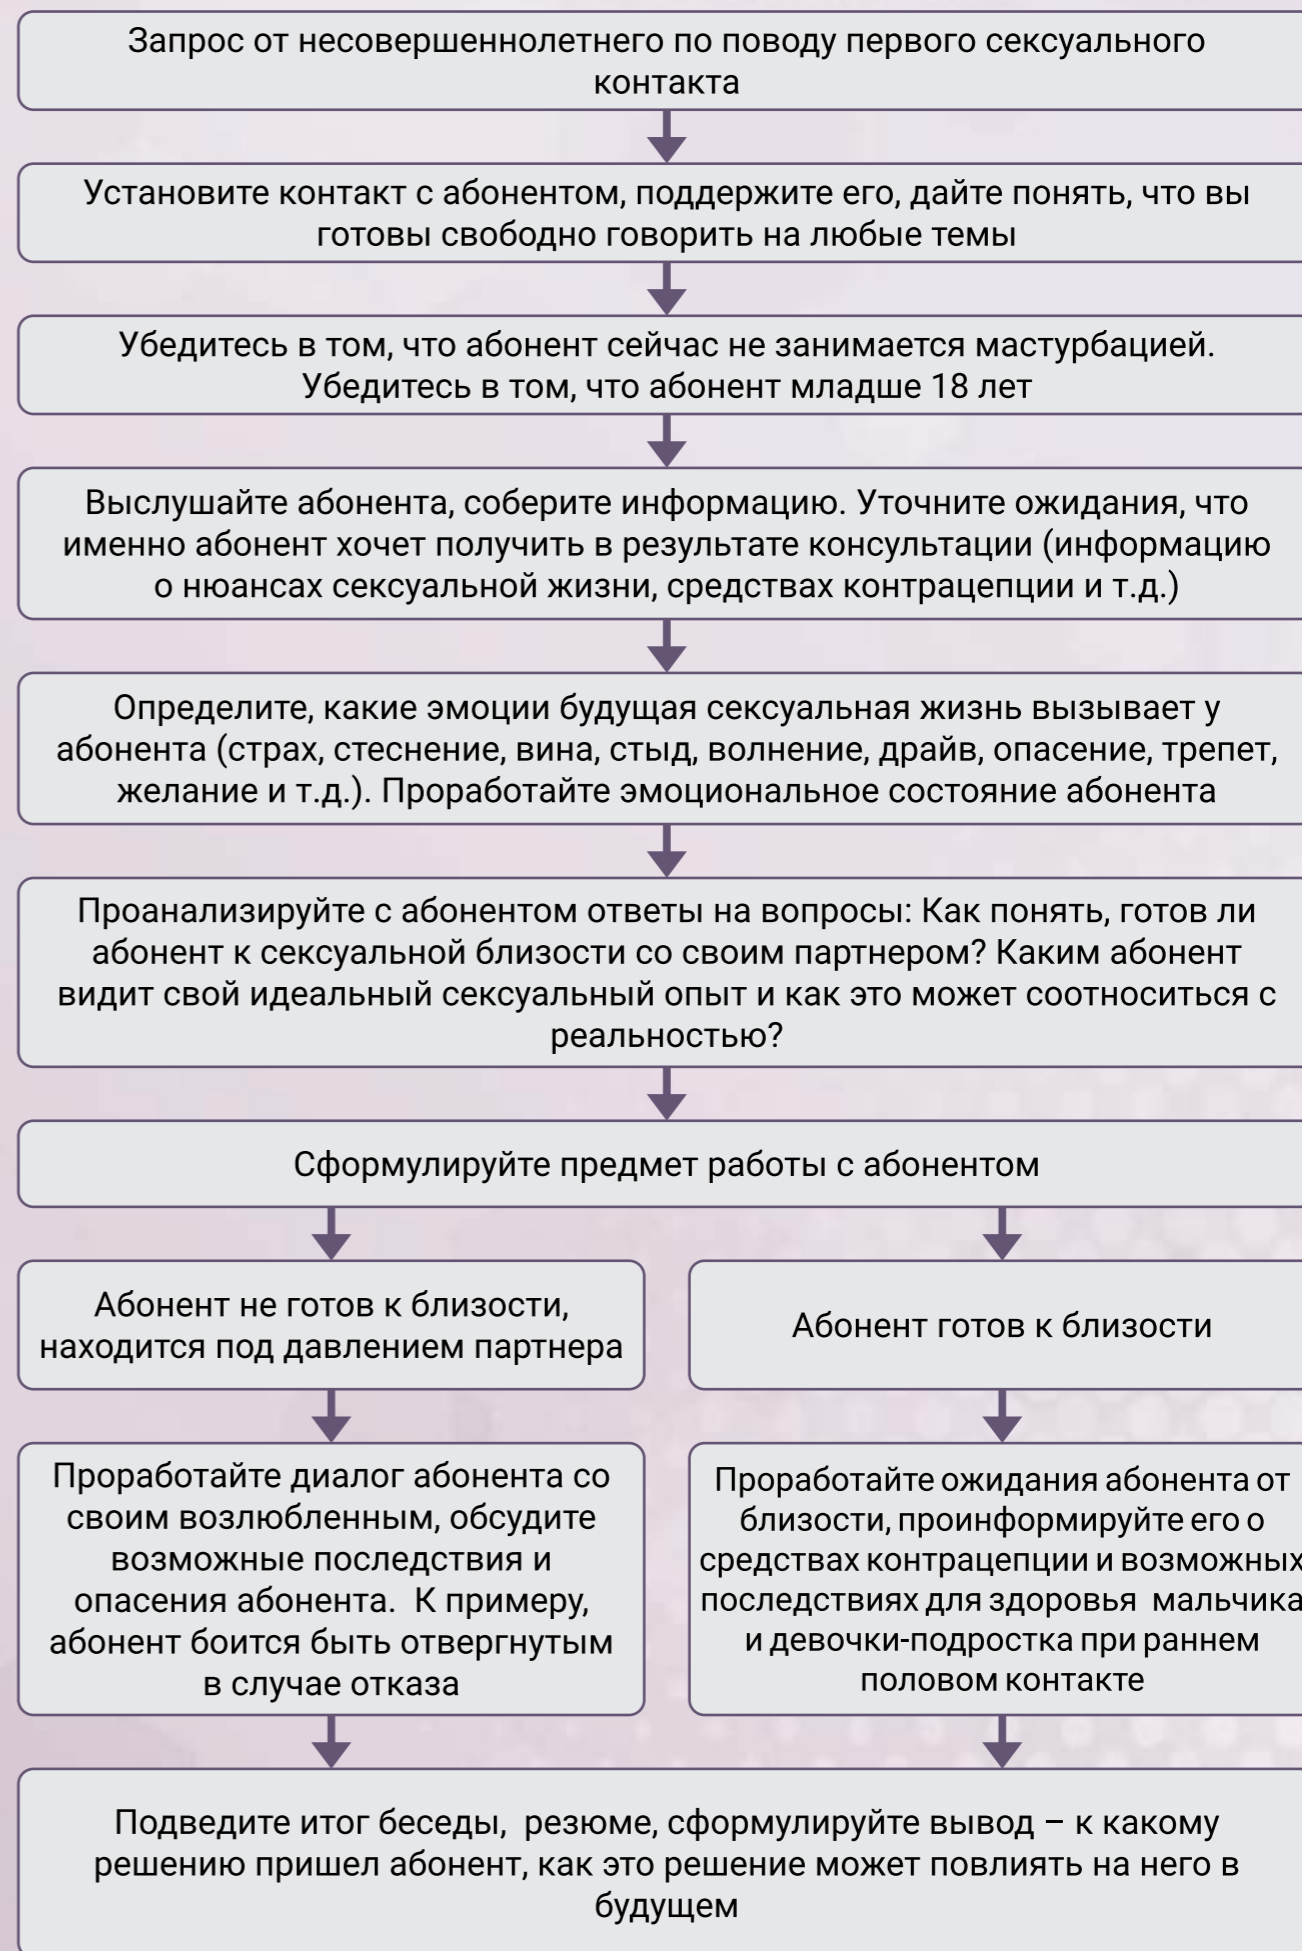 Запрос от несовершеннолетнего по поводу первого сексуального
контакта
Установите контакт с абонентом, поддержите его, дайте понять, что вы
готовы свободно говорить на любые темы
Убедитесь в том, что абонент сейчас не занимается мастурбацией.
Убедитесь в том, что абонент младше 18 лет
Выслушайте абонента, соберите информацию. Уточните ожидания, что
именно абонент хочет получить в результате консультации (информацию
о нюансах сексуальной жизни, средствах контрацепции и т.д.)
Определите, какие эмоции будущая сексуальная жизнь вызывает у
абонента (страх, стеснение, вина, стыд, волнение, драйв, опасение, трепет,
желание и т.д.). Проработайте эмоциональное состояние абонента
Проанализируйте с абонентом ответы на вопросы: Как понять, готов ли
абонент к сексуальной близости со своим партнером? Каким абонент
видит свой идеальный сексуальный опыт и как это может соотноситься с
реальностью?
Сформулируйте предмет работы с абонентом
Абонент не готов к близости,
находится под давлением партнера
Абонент готов к близости
Проработайте диалог абонента со
своим возлюбленным, обсудите
возможные последствия и
опасения абонента. К примеру,
абонент боится быть отвергнутым
в случае отказа
Проработайте ожидания абонента от
близости, проинформируйте его о
средствах контрацепции и возможных
последствиях для здоровья мальчика
и девочки-подростка при раннем
половом контакте
Подведите итог беседы, резюме, сформулируйте вывод – к какому
решению пришел абонент, как это решение может повлиять на него в
будущем